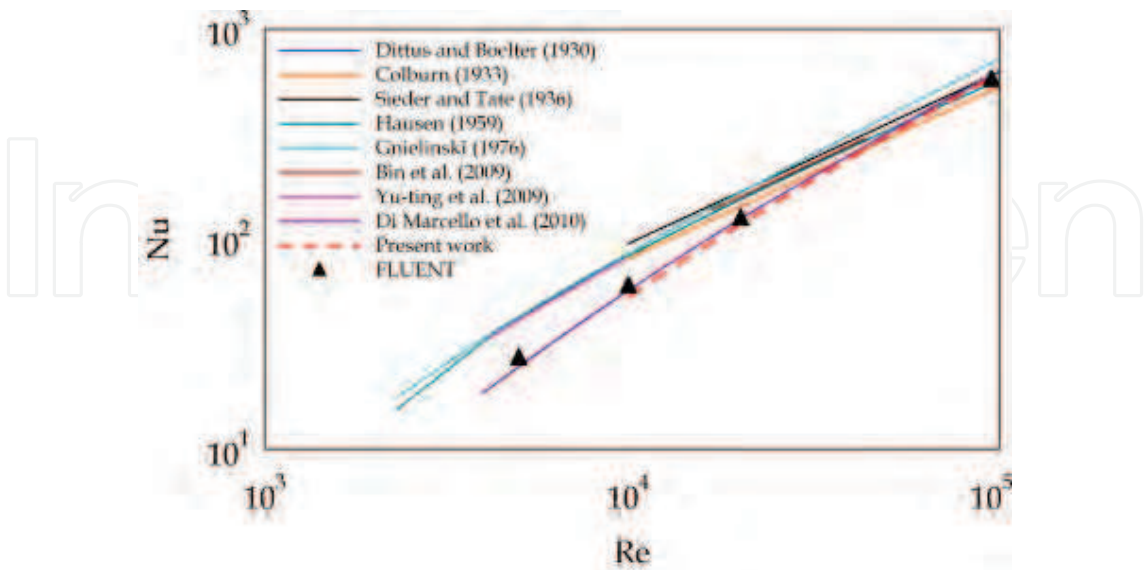 10³
Dittus and Boelter (1930)
Colburn (1933)
Sieder and Tate (1936)
Hausen (1959)
Gnielinski (1976)
Bin et al. (2009)
Yu-ting et al. (2009)
Di Marcello et al. (2010)
Present work
FLUENT
Nu
10²
10¹
10³
10⁴
10⁵
Re